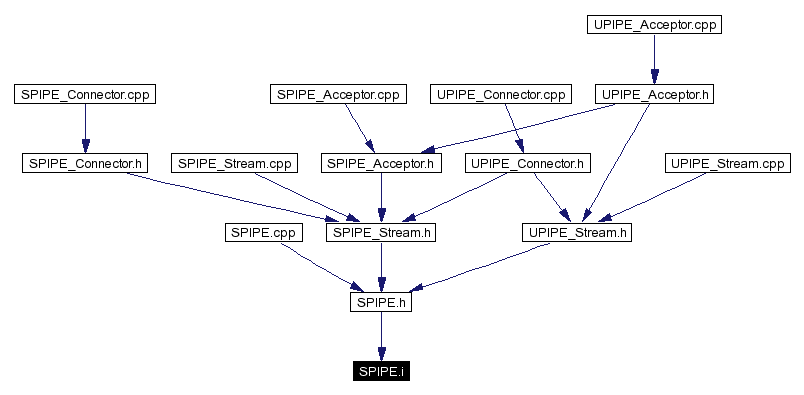 UPIPE_Acceptor.cpp
SPIPE_Connector.cpp
SPIPE_Acceptor.cpp
UPIPE_Connector.cpp
UPIPE_Acceptor.h
SPIPE_Connector.h
SPIPE_Stream.cpp
SPIPE_Acceptor.h
UPIPE_Connector.h
UPIPE_Stream.cpp
SPIPE.cpp
SPIPE_Stream.h
UPIPE_Stream.h
SPIPE.h
SPIPE.i